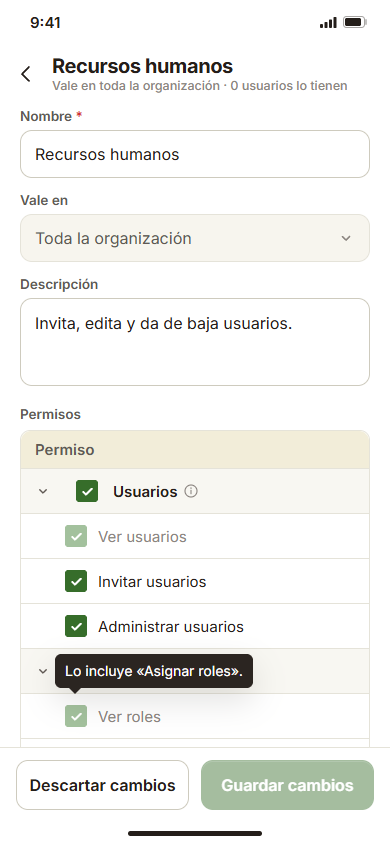 9:41
Recursos humanos
Vale en toda la organización · 0 usuarios lo tienen
Nombre *
Recursos humanos
Vale en
Toda la organización
Descripción
Invita, edita y da de baja usuarios.
Permisos
Permiso
Usuarios
Ver usuarios
Invitar usuarios
Administrar usuarios
Lo incluye «Asignar roles».
Ver roles
Descartar cambios
Guardar cambios